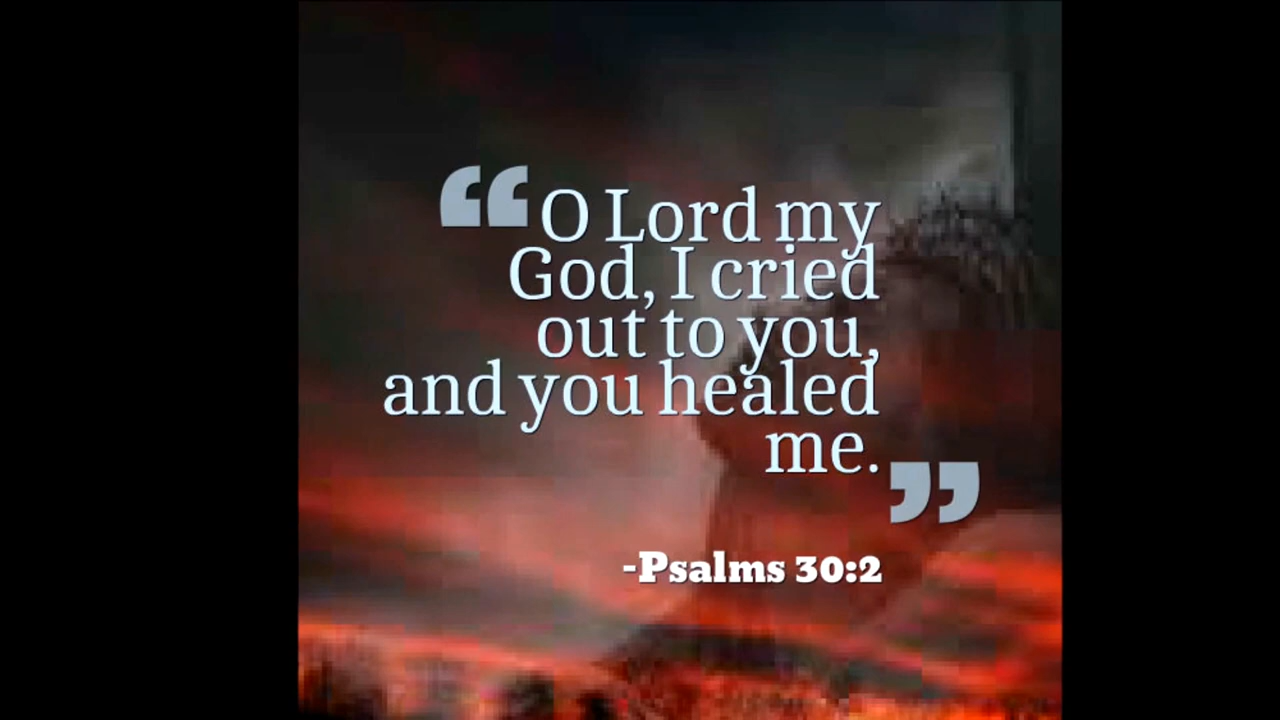 “O Lord my
God, I cried
out to you,
and you healed
me.”
-Psalms 30:2